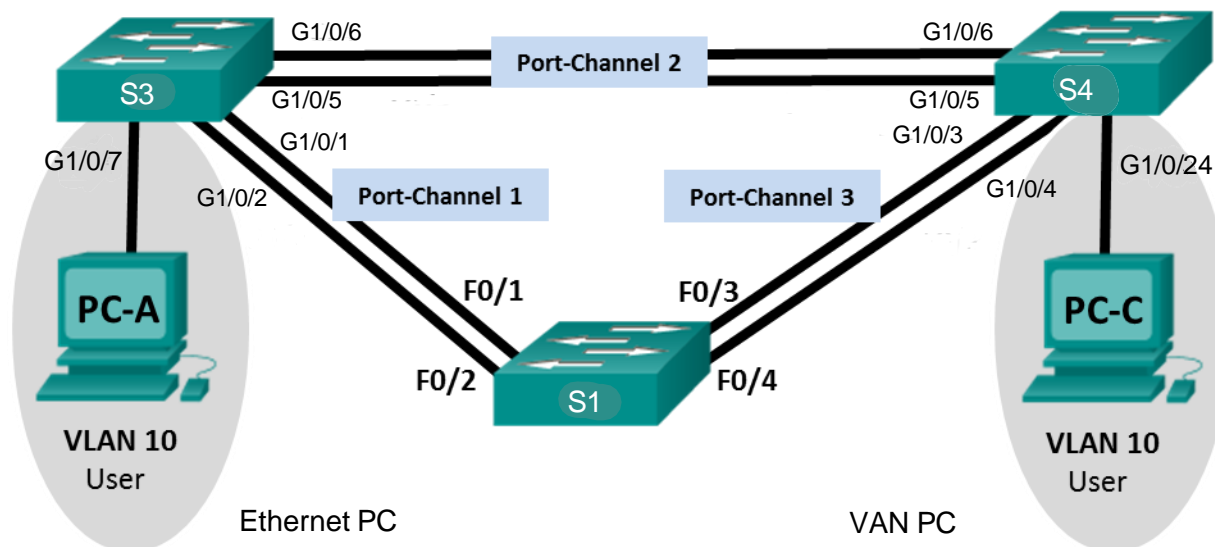 G1/0/6
G1/0/6
Port-Channel 2
S3
S4
G1/0/5
G1/0/5
G1/0/1
G1/0/3
G1/0/7
G1/0/24
G1/0/2
G1/0/4
Port-Channel 1
Port-Channel 3
F0/1
F0/3
PC-A
PC-C
F0/2
F0/4
S1
VLAN 10
User
VLAN 10
User
Ethernet PC
VAN PC